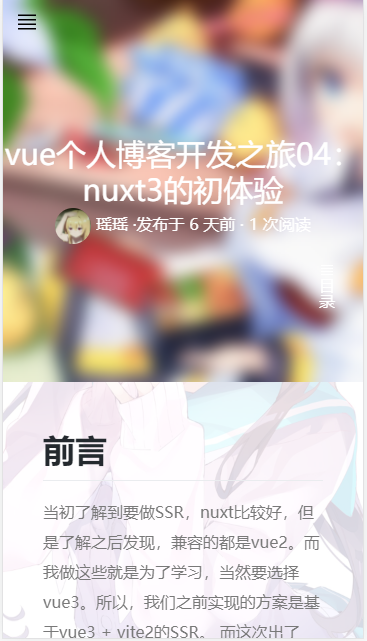 vue个人博客开发之旅04：
nuxt3的初体验
瑶瑶 ·发布于 6 天前 · 1 次阅读
目录
前言
当初了解到要做SSR，nuxt比较好，但
是了解之后发现，兼容的都是vue2。而
我做这些就是为了学习，当然要选择
vue3。所以，我们之前实现的方案是基
于vue3 + vite2的SSR。 而这次出了